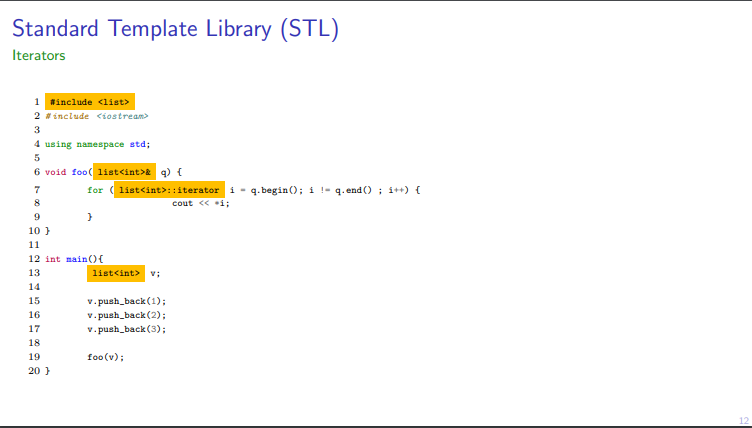 Standard Template Library (STL)
Iterators
1 #include <list>
2 #include <iostream>
3
4 using namespace std;
5
6 void foo(list<int>& q) {
7 for (list<int>::iterator i = q.begin(); i != q.end() ; i++) {
8 cout << *i;
9 }
10 }
11
12 int main(){
13 list<int> v;
14
15 v.push_back(1);
16 v.push_back(2);
17 v.push_back(3);
18
19 foo(v);
20 }
12